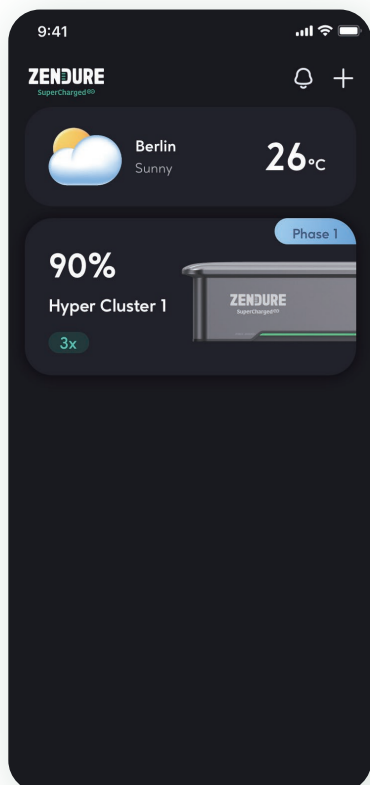 9:41
ZENDURE
SuperCharged
Berlin
Sunny
26°C
Phase 1
90%
Hyper Cluster 1
3x
ZENDURE
SuperCharged